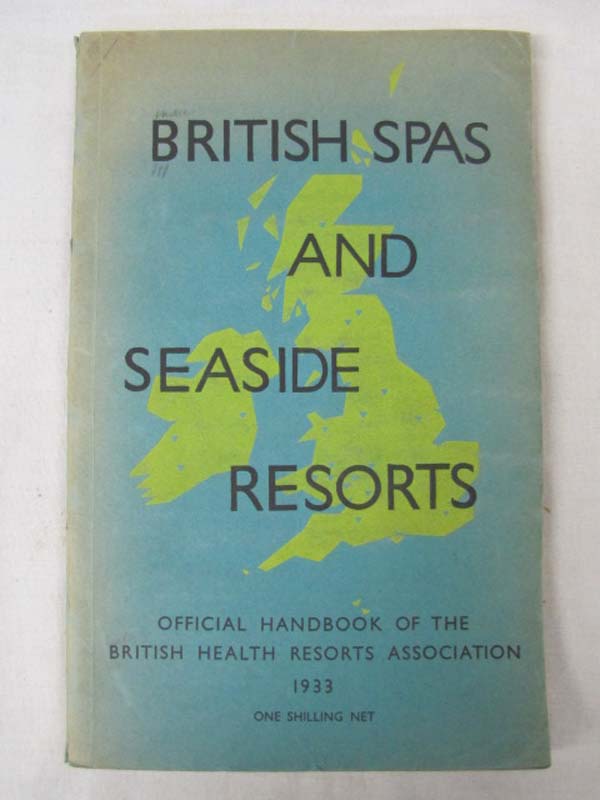 BRITISH SPAS
AND
SEASIDE
RESORTS
OFFICIAL HANDBOOK OF THE
BRITISH HEALTH RESORTS ASSOCIATION
1933
ONE SHILLING NET